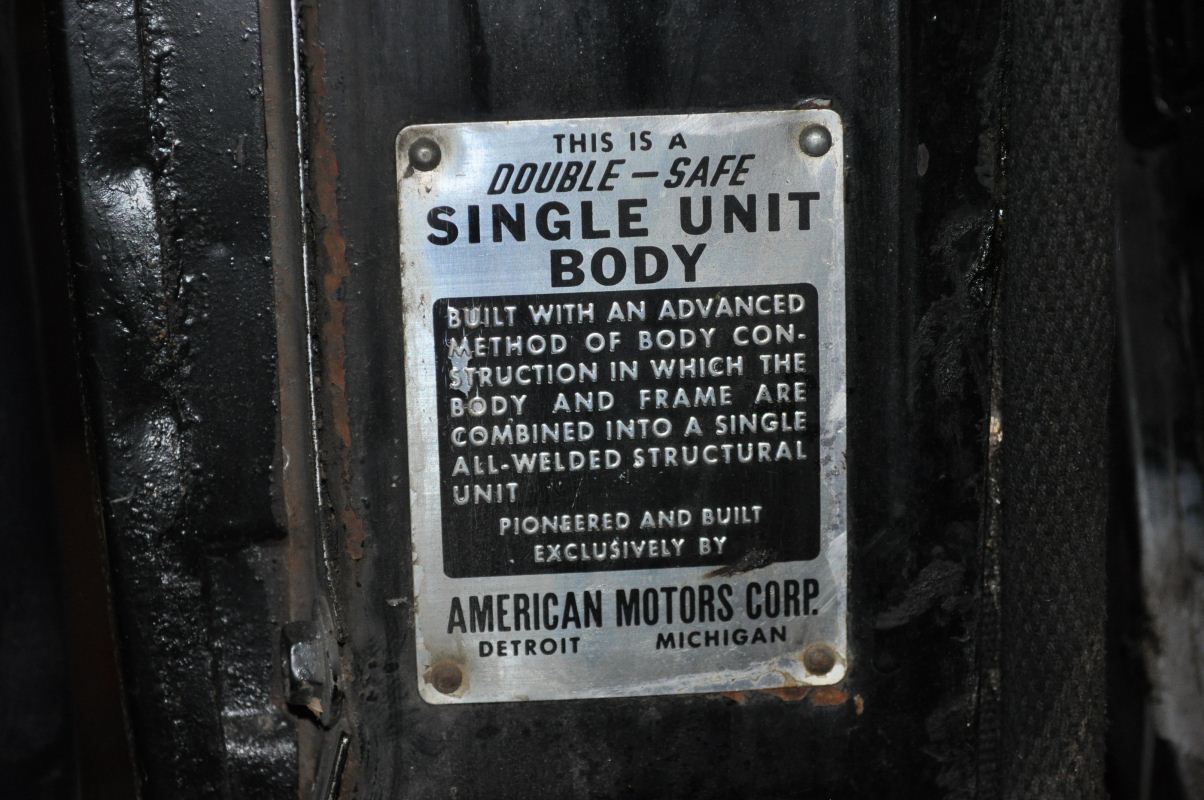 THIS IS A
DOUBLE-SAFE
SINGLE UNIT
BODY
BUILT WITH AN ADVANCED
METHOD OF BODY CON-
STRUCTION IN WHICH THE
BODY AND FRAME ARE
COMBINED INTO A SINGLE
ALL-WELDED STRUCTURAL
UNIT
PIONEERED AND BUILT
EXCLUSIVELY BY
AMERICAN MOTORS CORP.
DETROIT MICHIGAN